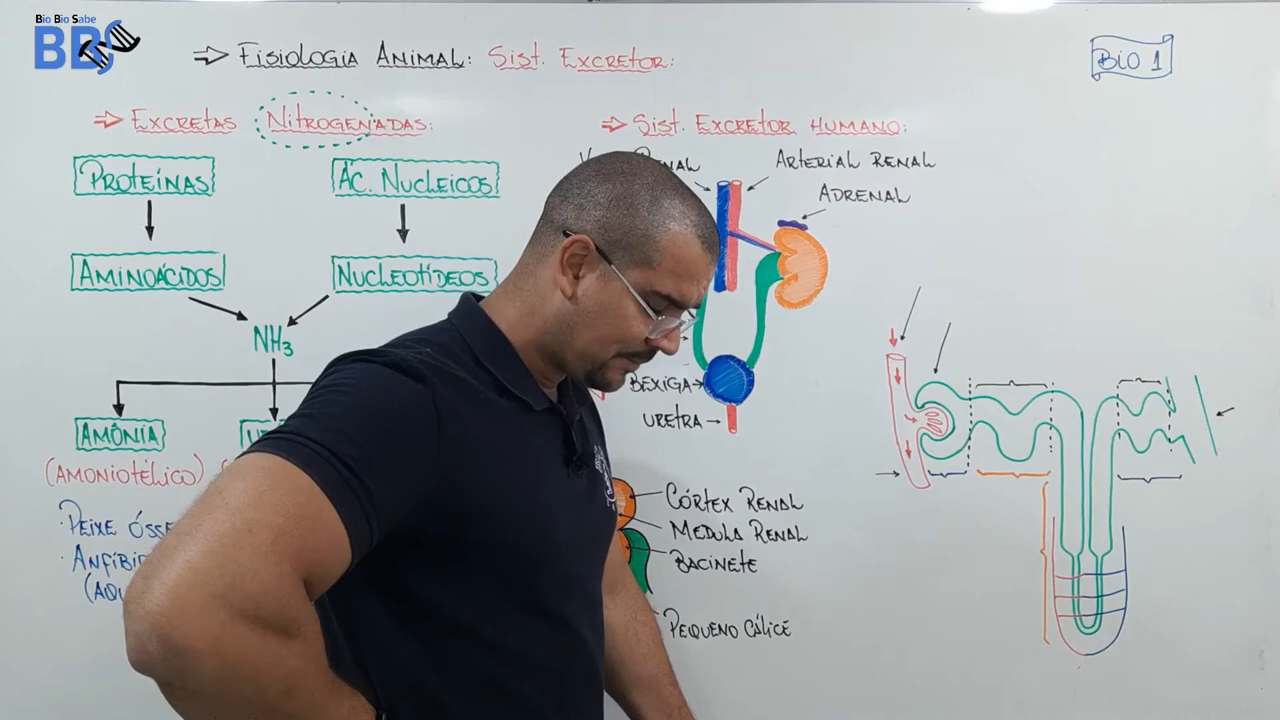 Bio Bio Sabe
BBS
⇒ Fisiologia Animal: Sist. Excretor:
BIO 1
⇒ Excretas Nitrogenadas:
Proteínas
Ác. Nucleicos
Aminoácidos
Nucleotídeos
NH3
Amônia
(Amoniotélico)
⇒ Sist. Excretor Humano:
Arterial Renal
Adrenal
Bexiga
Uretra
Córtex Renal
Medula Renal
Bacinete
Pequeno Cálice